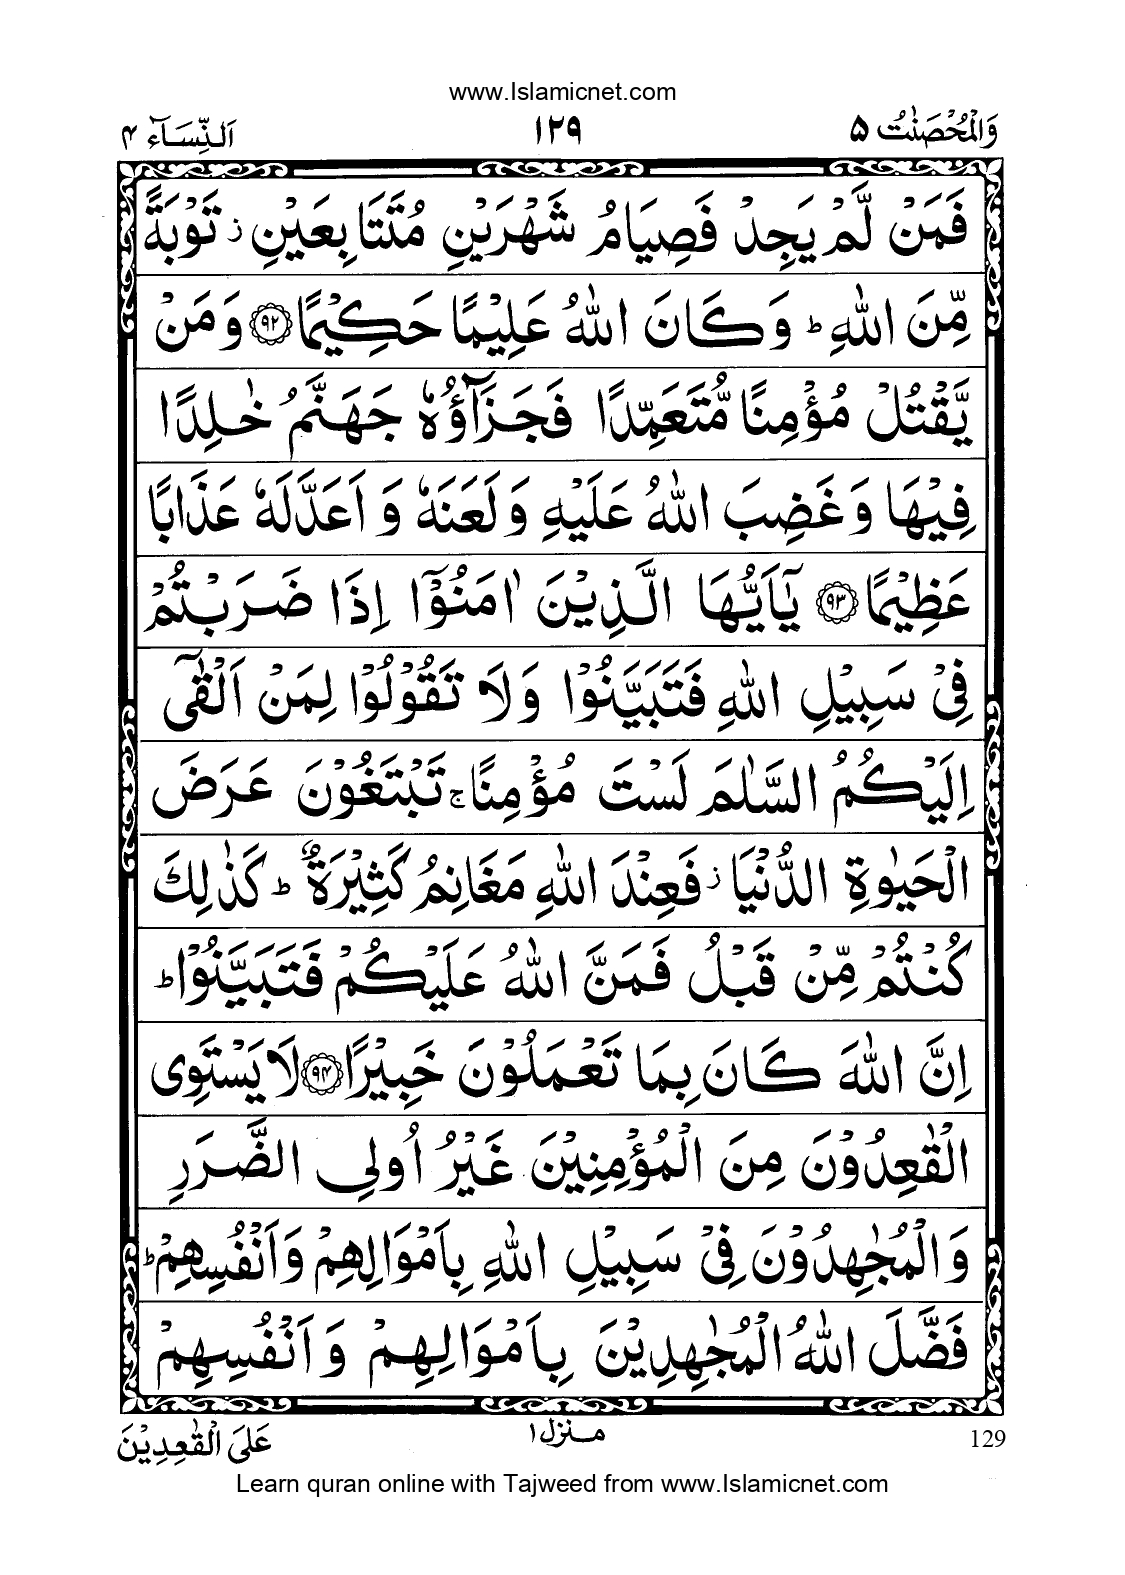 www.Islamicnet.com
وَالْمُحْصَنٰتُ ۵ ۱۲۹ اَلنِّسَآء ۴
فَمَنْ لَّمْ يَجِدْ فَصِيَامُ شَهْرَيْنِ مُتَتَابِعَيْنِ ز تَوْبَةً
مِّنَ اللّٰهِ ؕ وَكَانَ اللّٰهُ عَلِيْمًا حَكِيْمًا ۹۲ وَمَنْ
يَّقْتُلْ مُؤْمِنًا مُّتَعَمِّدًا فَجَزَآؤُهٗ جَهَنَّمُ خٰلِدًا
فِيْهَا وَغَضِبَ اللّٰهُ عَلَيْهِ وَلَعَنَهٗ وَاَعَدَّ لَهٗ عَذَابًا
عَظِيْمًا ۹۳ يٰٓاَيُّهَا الَّذِيْنَ اٰمَنُوْٓا اِذَا ضَرَبْتُمْ
فِيْ سَبِيْلِ اللّٰهِ فَتَبَيَّنُوْا وَلَا تَقُوْلُوْا لِمَنْ اَلْقٰٓى
اِلَيْكُمُ السَّلٰمَ لَسْتَ مُؤْمِنًا ج تَبْتَغُوْنَ عَرَضَ
الْحَيٰوةِ الدُّنْيَا ز فَعِنْدَ اللّٰهِ مَغَانِمُ كَثِيْرَةٌ ؕ كَذٰلِكَ
كُنْتُمْ مِّنْ قَبْلُ فَمَنَّ اللّٰهُ عَلَيْكُمْ فَتَبَيَّنُوْا ؕ
اِنَّ اللّٰهَ كَانَ بِمَا تَعْمَلُوْنَ خَبِيْرًا ۹۴ لَا يَسْتَوِى
الْقٰعِدُوْنَ مِنَ الْمُؤْمِنِيْنَ غَيْرُ اُولِى الضَّرَرِ
وَالْمُجٰهِدُوْنَ فِيْ سَبِيْلِ اللّٰهِ بِاَمْوَالِهِمْ وَاَنْفُسِهِمْ ؕ
فَضَّلَ اللّٰهُ الْمُجٰهِدِيْنَ بِاَمْوَالِهِمْ وَاَنْفُسِهِمْ
عَلَى الْقٰعِدِيْنَ منزل ۱ 129
Learn quran online with Tajweed from www.Islamicnet.com